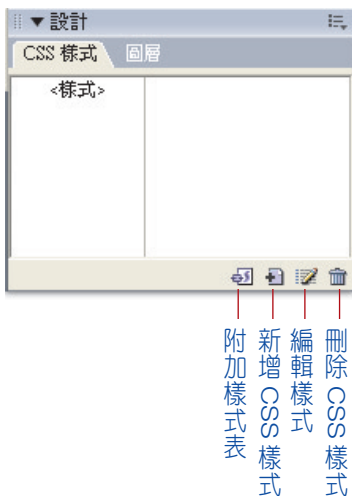 ▼設計
CSS 樣式
圖層
<樣式>
附加樣式表
新增 CSS 樣式
編輯樣式
刪除 CSS 樣式